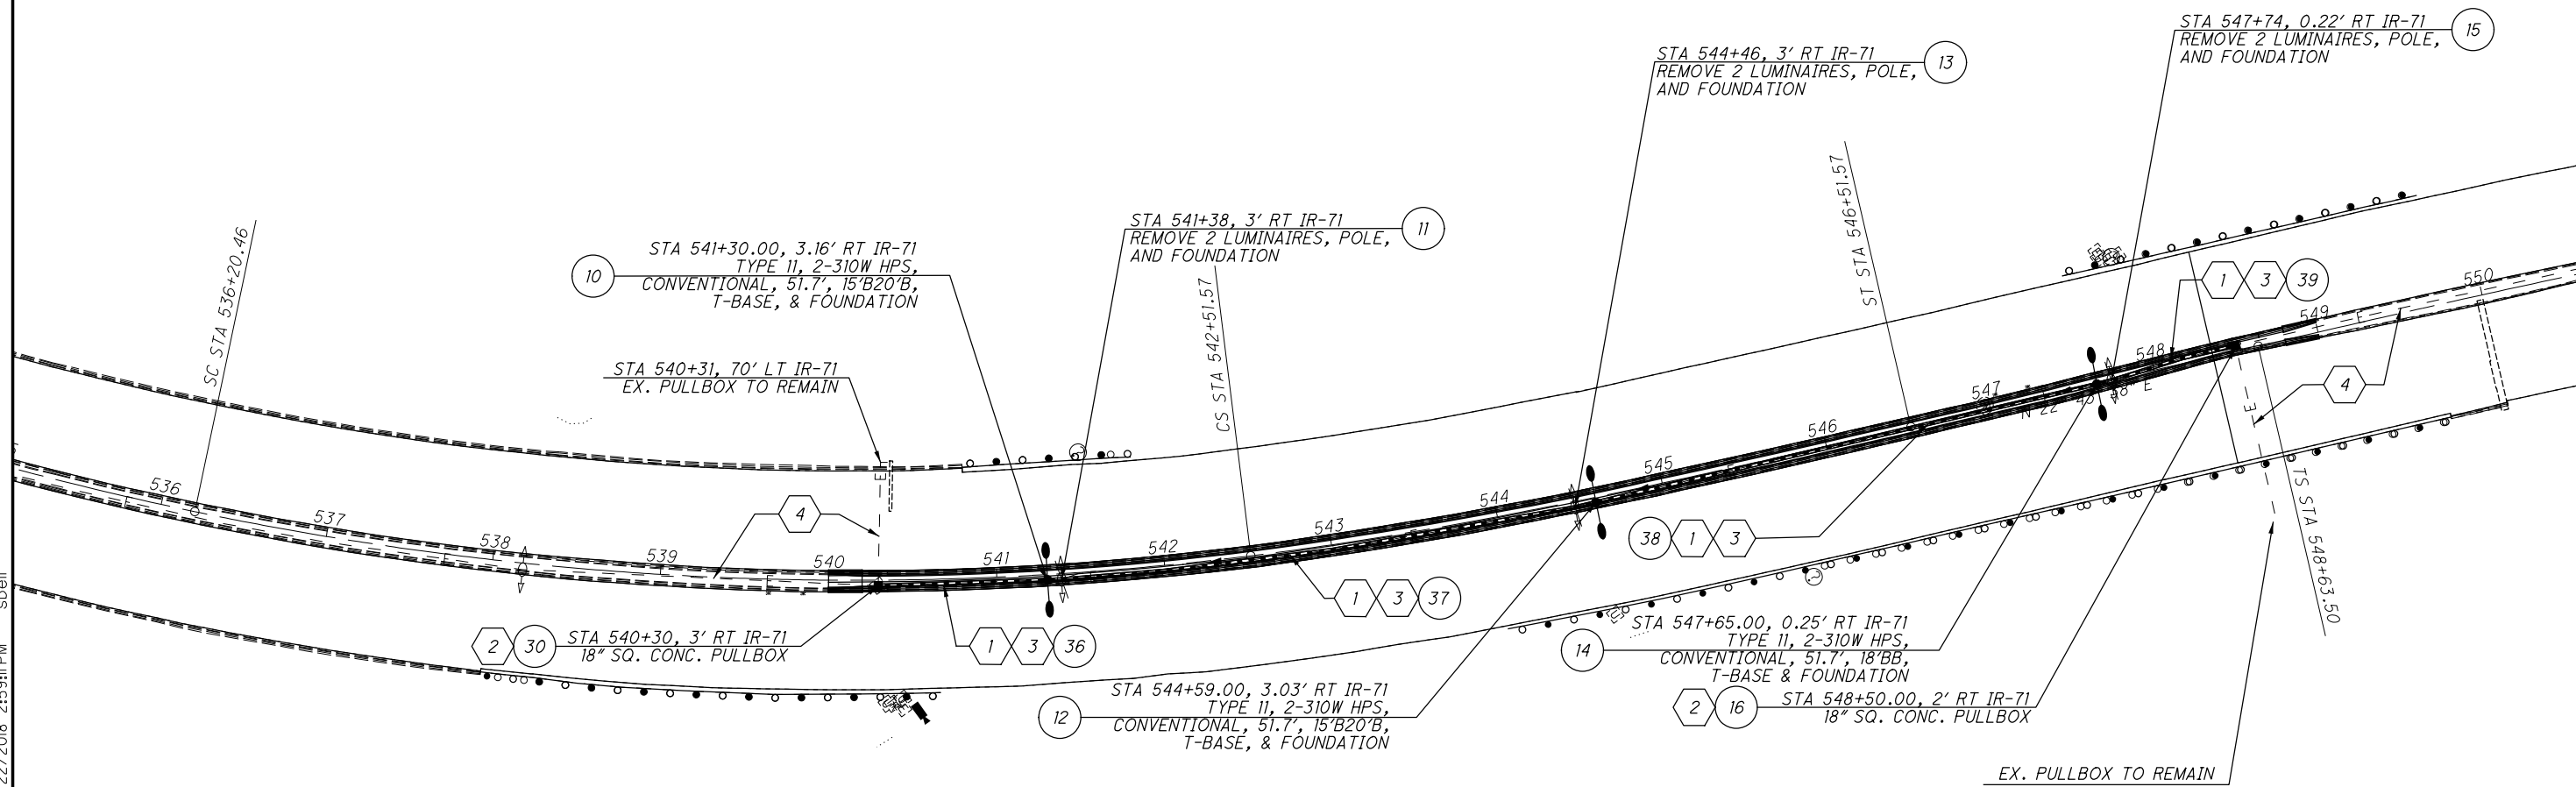 STA 547+74, 0.22' RT IR-71
REMOVE 2 LUMINAIRES, POLE,
AND FOUNDATION
15
STA 544+46, 3' RT IR-71
REMOVE 2 LUMINAIRES, POLE,
AND FOUNDATION
13
STA 541+38, 3' RT IR-71
REMOVE 2 LUMINAIRES, POLE,
AND FOUNDATION
11
10
STA 541+30.00, 3.16' RT IR-71
TYPE 11, 2-310W HPS,
CONVENTIONAL, 51.7', 15'B20'B,
T-BASE, & FOUNDATION
STA 540+31, 70' LT IR-71
EX. PULLBOX TO REMAIN
SC STA 536+20.46
CS STA 542+51.57
ST STA 546+51.57
TS STA 548+63.50
536
537
538
539
540
541
542
543
544
545
546
547
548
549
550
1 3 39
4
4
E
E
E
38 1 3
1 3 37
1 3 36
2 30
STA 540+30, 3' RT IR-71
18" SQ. CONC. PULLBOX
12
STA 544+59.00, 3.03' RT IR-71
TYPE 11, 2-310W HPS,
CONVENTIONAL, 51.7', 15'B20'B,
T-BASE, & FOUNDATION
14
STA 547+65.00, 0.25' RT IR-71
TYPE 11, 2-310W HPS,
CONVENTIONAL, 51.7', 18'BB,
T-BASE & FOUNDATION
2 16
STA 548+50.00, 2' RT IR-71
18" SQ. CONC. PULLBOX
EX. PULLBOX TO REMAIN